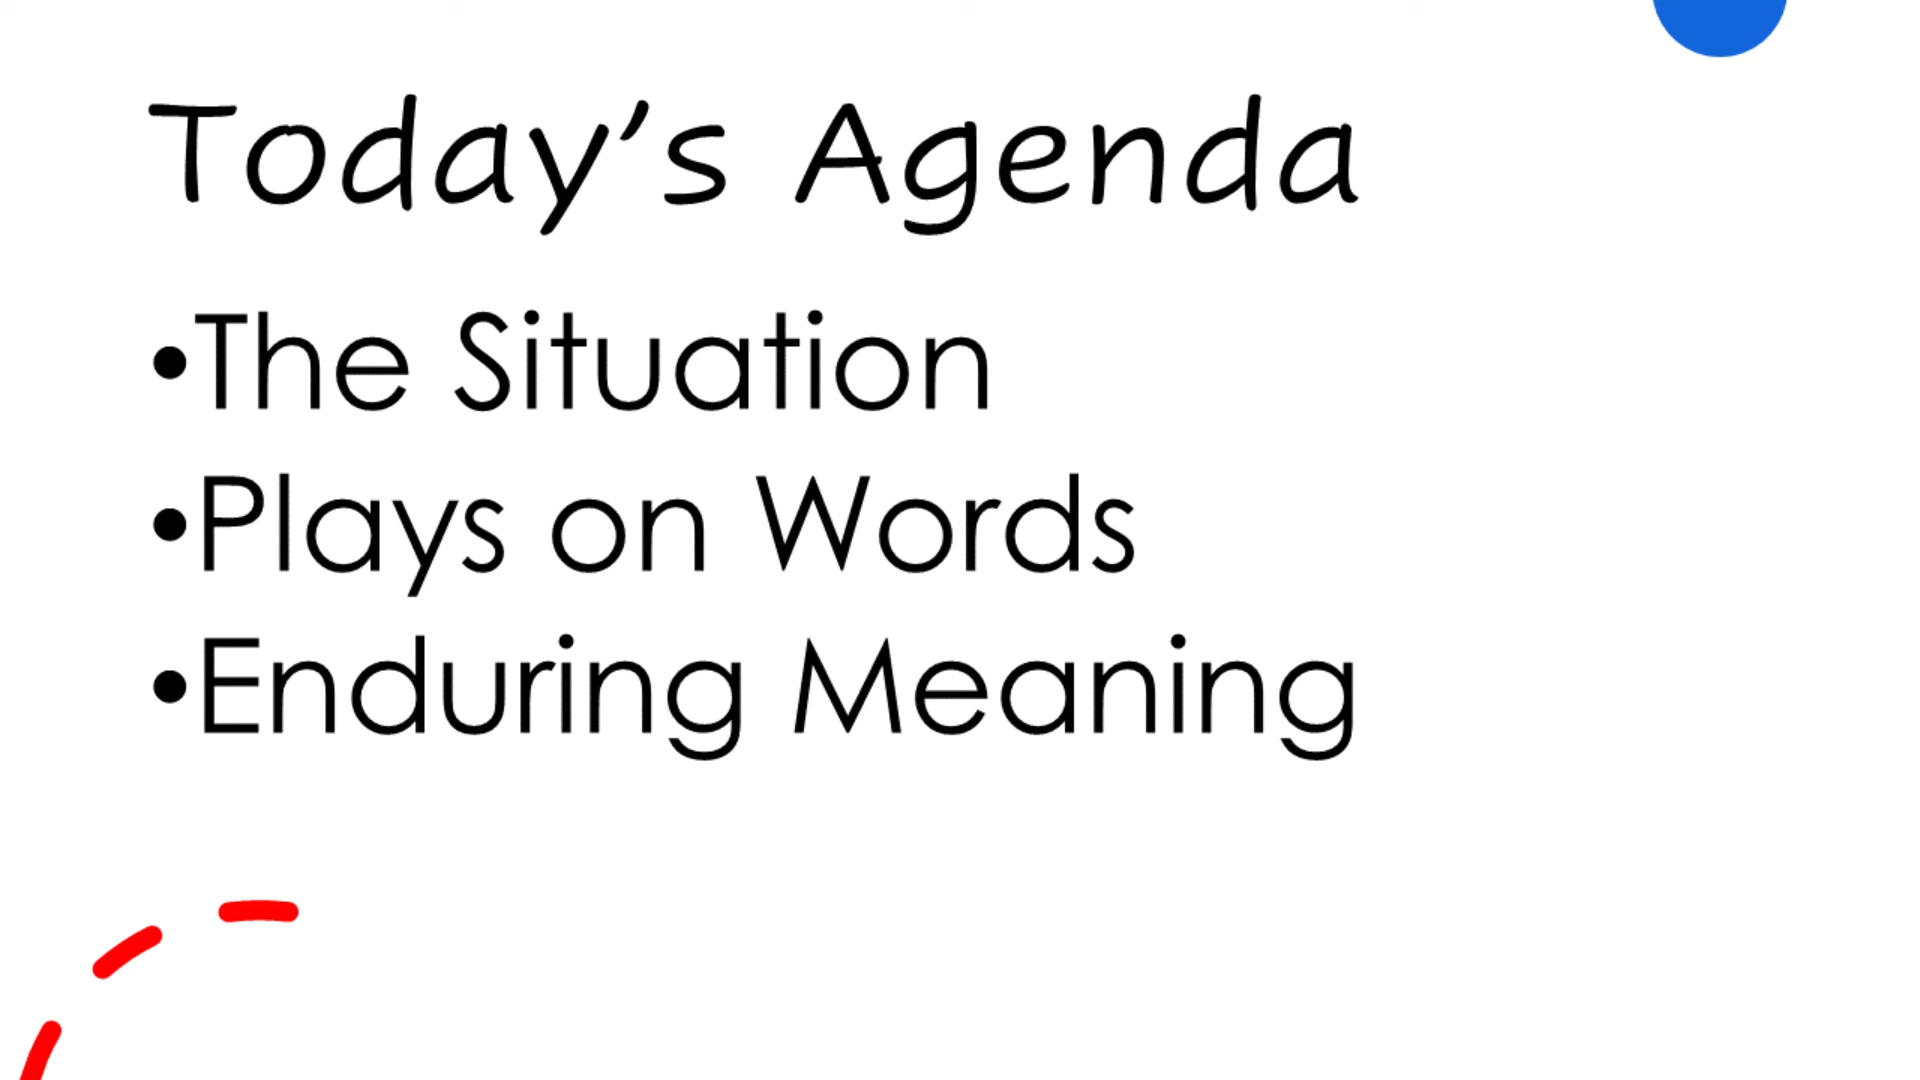 Today’s Agenda
•The Situation
•Plays on Words
•Enduring Meaning